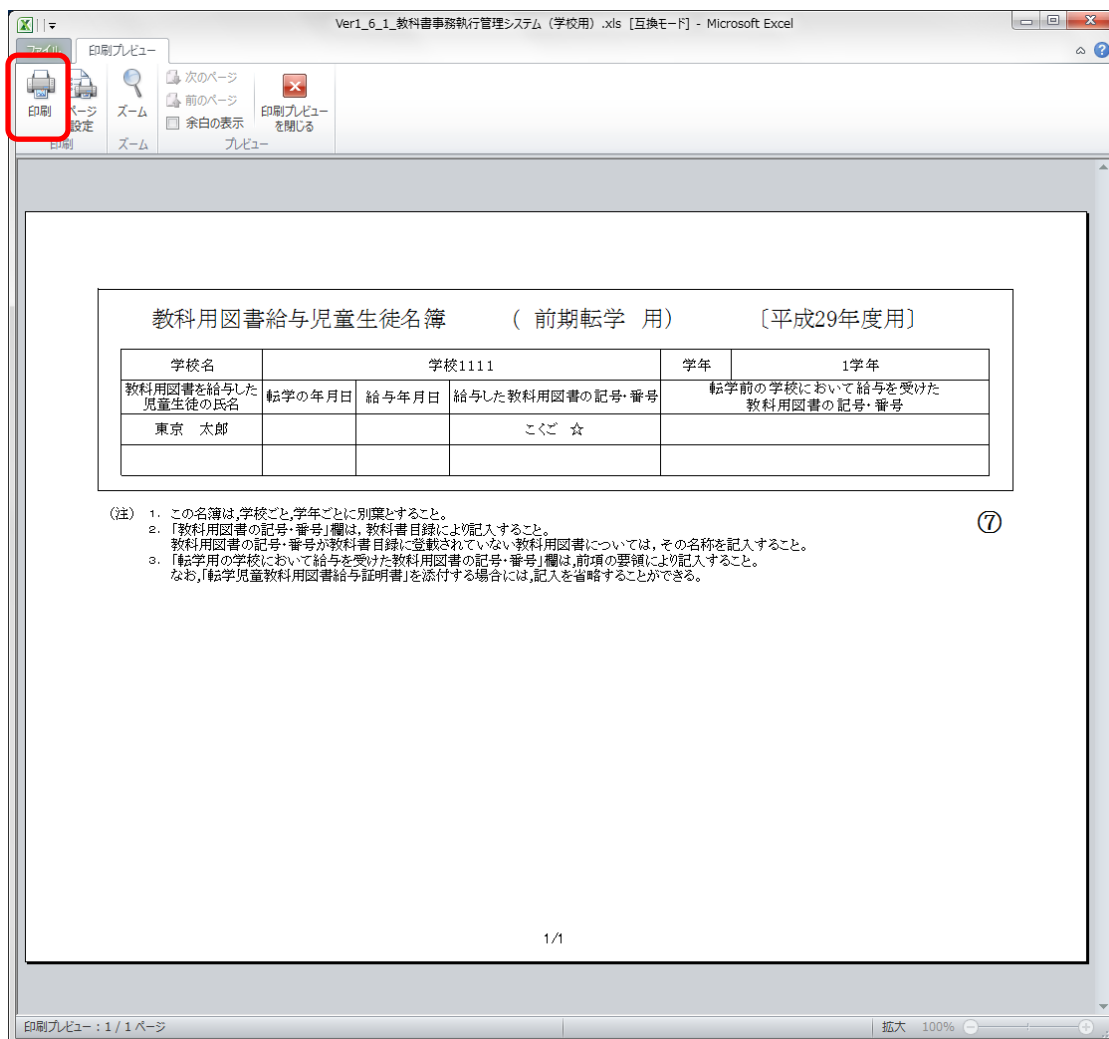 Ver1_6_1_教科書事務執行管理システム（学校用）.xls [互換モード] - Microsoft Excel
ファイル 印刷プレビュー
印刷 ページ設定 ズーム 次のページ 前のページ 余白の表示 印刷プレビューを閉じる
印刷 ズーム プレビュー
教科用図書給与児童生徒名簿 （ 前期転学 用） 〔平成29年度用〕
学校名 学校1111 学年 1学年
教科用図書を給与した児童生徒の氏名 転学の年月日 給与年月日 給与した教科用図書の記号・番号 転学前の学校において給与を受けた教科用図書の記号・番号
東京 太郎 こくご ☆
（注） 1. この名簿は,学校ごと,学年ごとに別葉とすること。
2. 「教科用図書の記号・番号」欄は，教科書目録により記入すること。
教科用図書の記号・番号が教科書目録に登載されていない教科用図書については，その名称を記入すること。
3. 「転学用の学校において給与を受けた教科用図書の記号・番号」欄は,前項の要領により記入すること。
なお,「転学児童教科用図書給与証明書」を添付する場合には,記入を省略することができる。
⑦
1/1
印刷プレビュー：1 / 1 ページ 拡大 100%